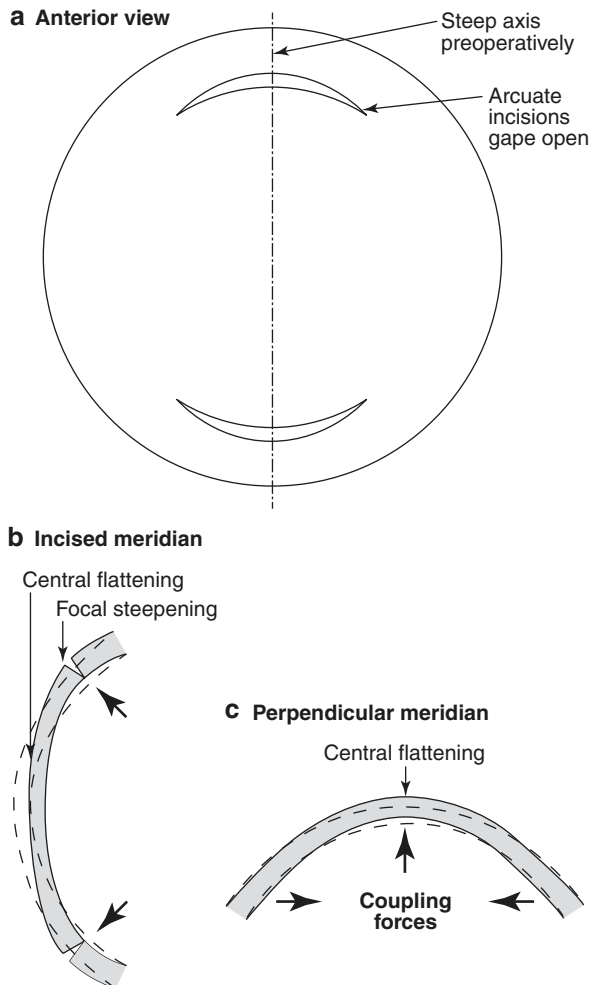 a Anterior view
Steep axis
preoperatively
Arcuate
incisions
gape open
b Incised meridian
Central flattening
Focal steepening
c Perpendicular meridian
Central flattening
Coupling
forces